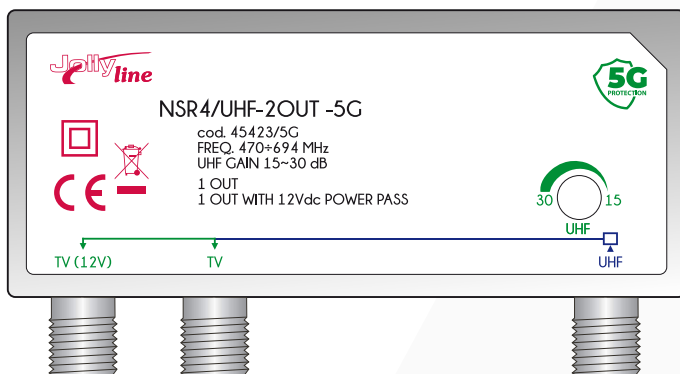 Jolly line
5G
PROTECTION
NSR4/UHF-2OUT -5G
cod. 45423/5G
FREQ. 470÷694 MHz
UHF GAIN 15~30 dB
1 OUT
1 OUT WITH 12Vdc POWER PASS
CE
30 15
UHF
TV (12V) TV UHF